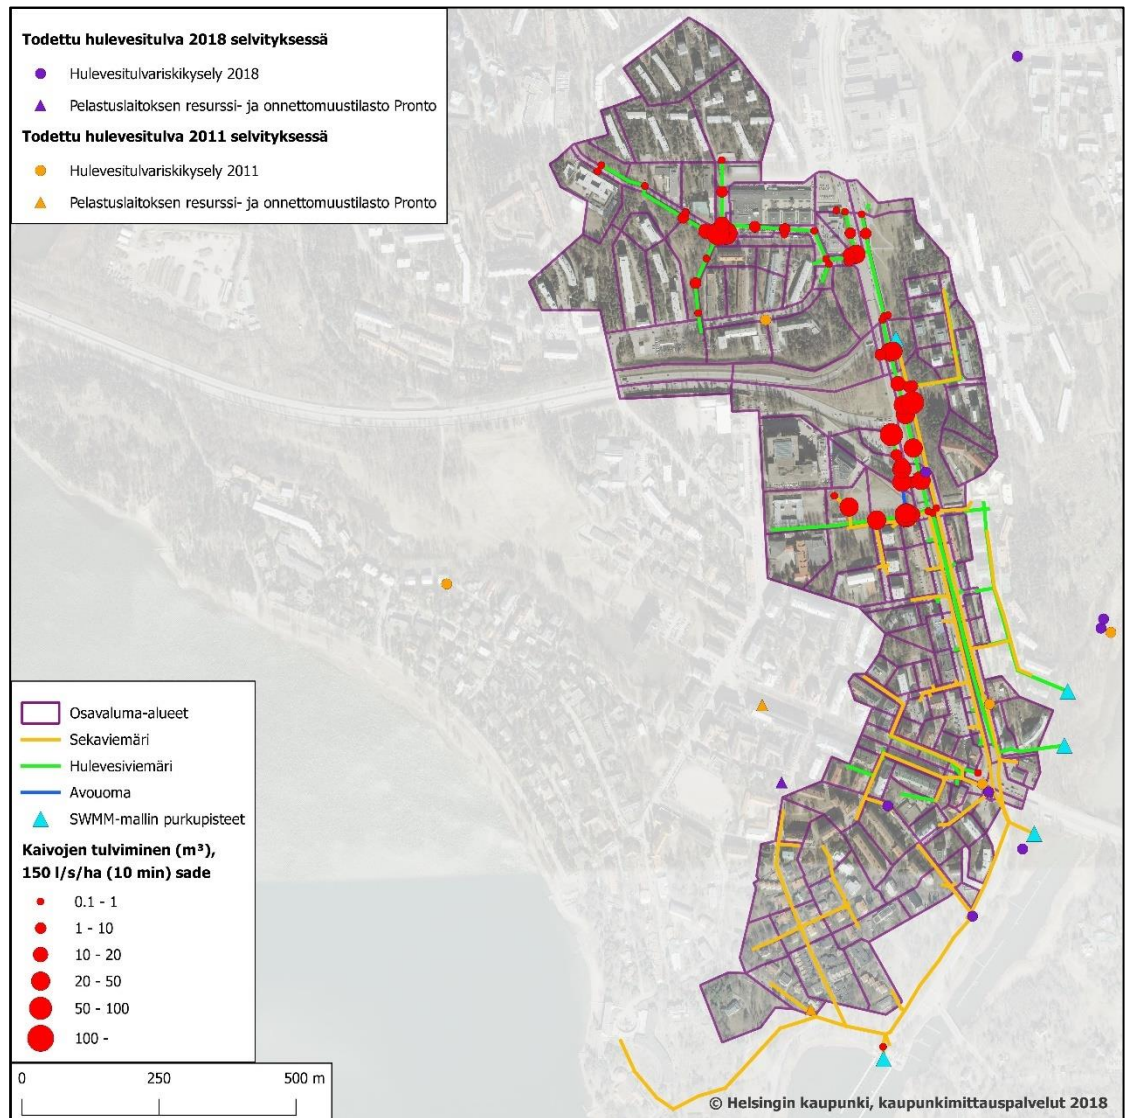 Todettu hulevesitulva 2018 selvityksessä
Hulevesitulvariskikysely 2018
Pelastuslaitoksen resurssi- ja onnettomuustilasto Pronto
Todettu hulevesitulva 2011 selvityksessä
Hulevesitulvariskikysely 2011
Pelastuslaitoksen resurssi- ja onnettomuustilasto Pronto
Osavaluma-alueet
Sekaviemäri
Hulevesiviemäri
Avouoma
SWMM-mallin purkupisteet
Kaivojen tulviminen (m³),
150 l/s/ha (10 min) sade
0.1 - 1
1 - 10
10 - 20
20 - 50
50 - 100
100 -
0 250 500 m
© Helsingin kaupunki, kaupunkimittauspalvelut 2018